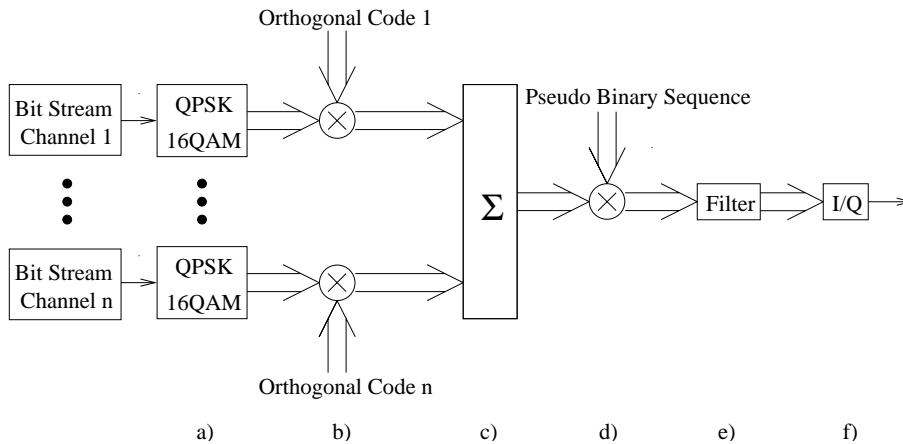 Orthogonal Code 1
Bit Stream
Channel 1
QPSK
16QAM
Pseudo Binary Sequence
Σ
Filter
I/Q
Bit Stream
Channel n
QPSK
16QAM
Orthogonal Code n
a) b) c) d) e) f)